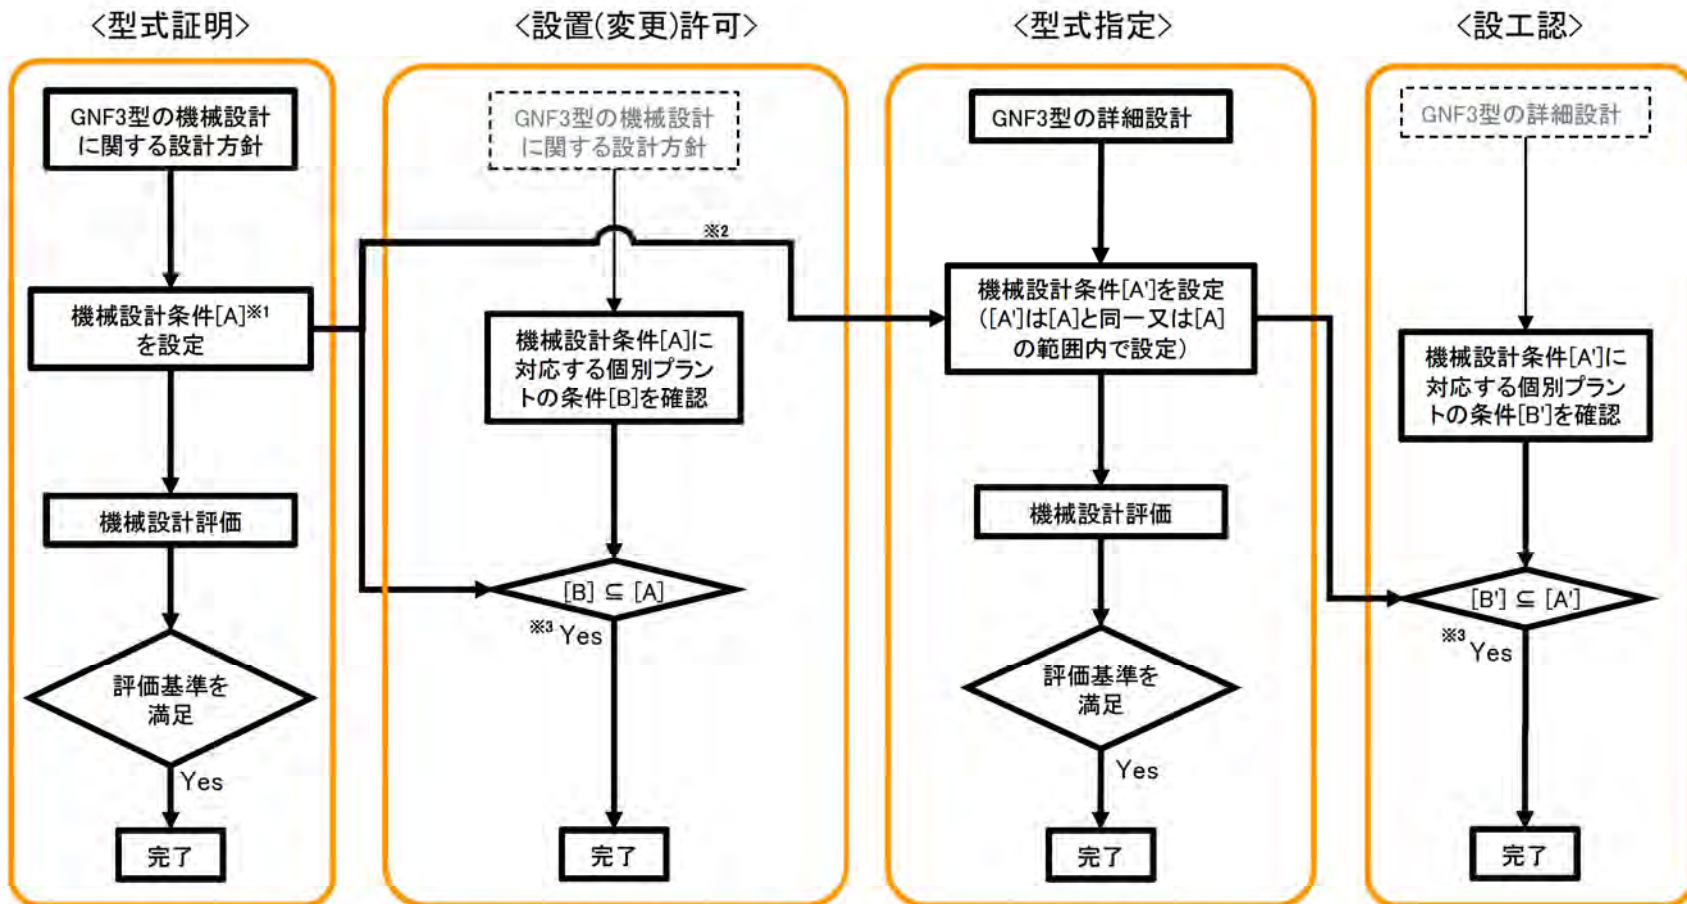 <型式証明>
GNF3型の機械設計
に関する設計方針
機械設計条件[A]※1
を設定
機械設計評価
評価基準を
満足
Yes
完了
<設置(変更)許可>
GNF3型の機械設計
に関する設計方針
※2
機械設計条件[A]に
対応する個別プラン
トの条件[B]を確認
[B] ⊆ [A]
※3 Yes
完了
<型式指定>
GNF3型の詳細設計
機械設計条件[A']を設定
([A']は[A]と同一又は[A]
の範囲内で設定)
機械設計評価
評価基準を
満足
Yes
完了
<設工認>
GNF3型の詳細設計
機械設計条件[A']に
対応する個別プラン
トの条件[B']を確認
[B'] ⊆ [A']
※3 Yes
完了